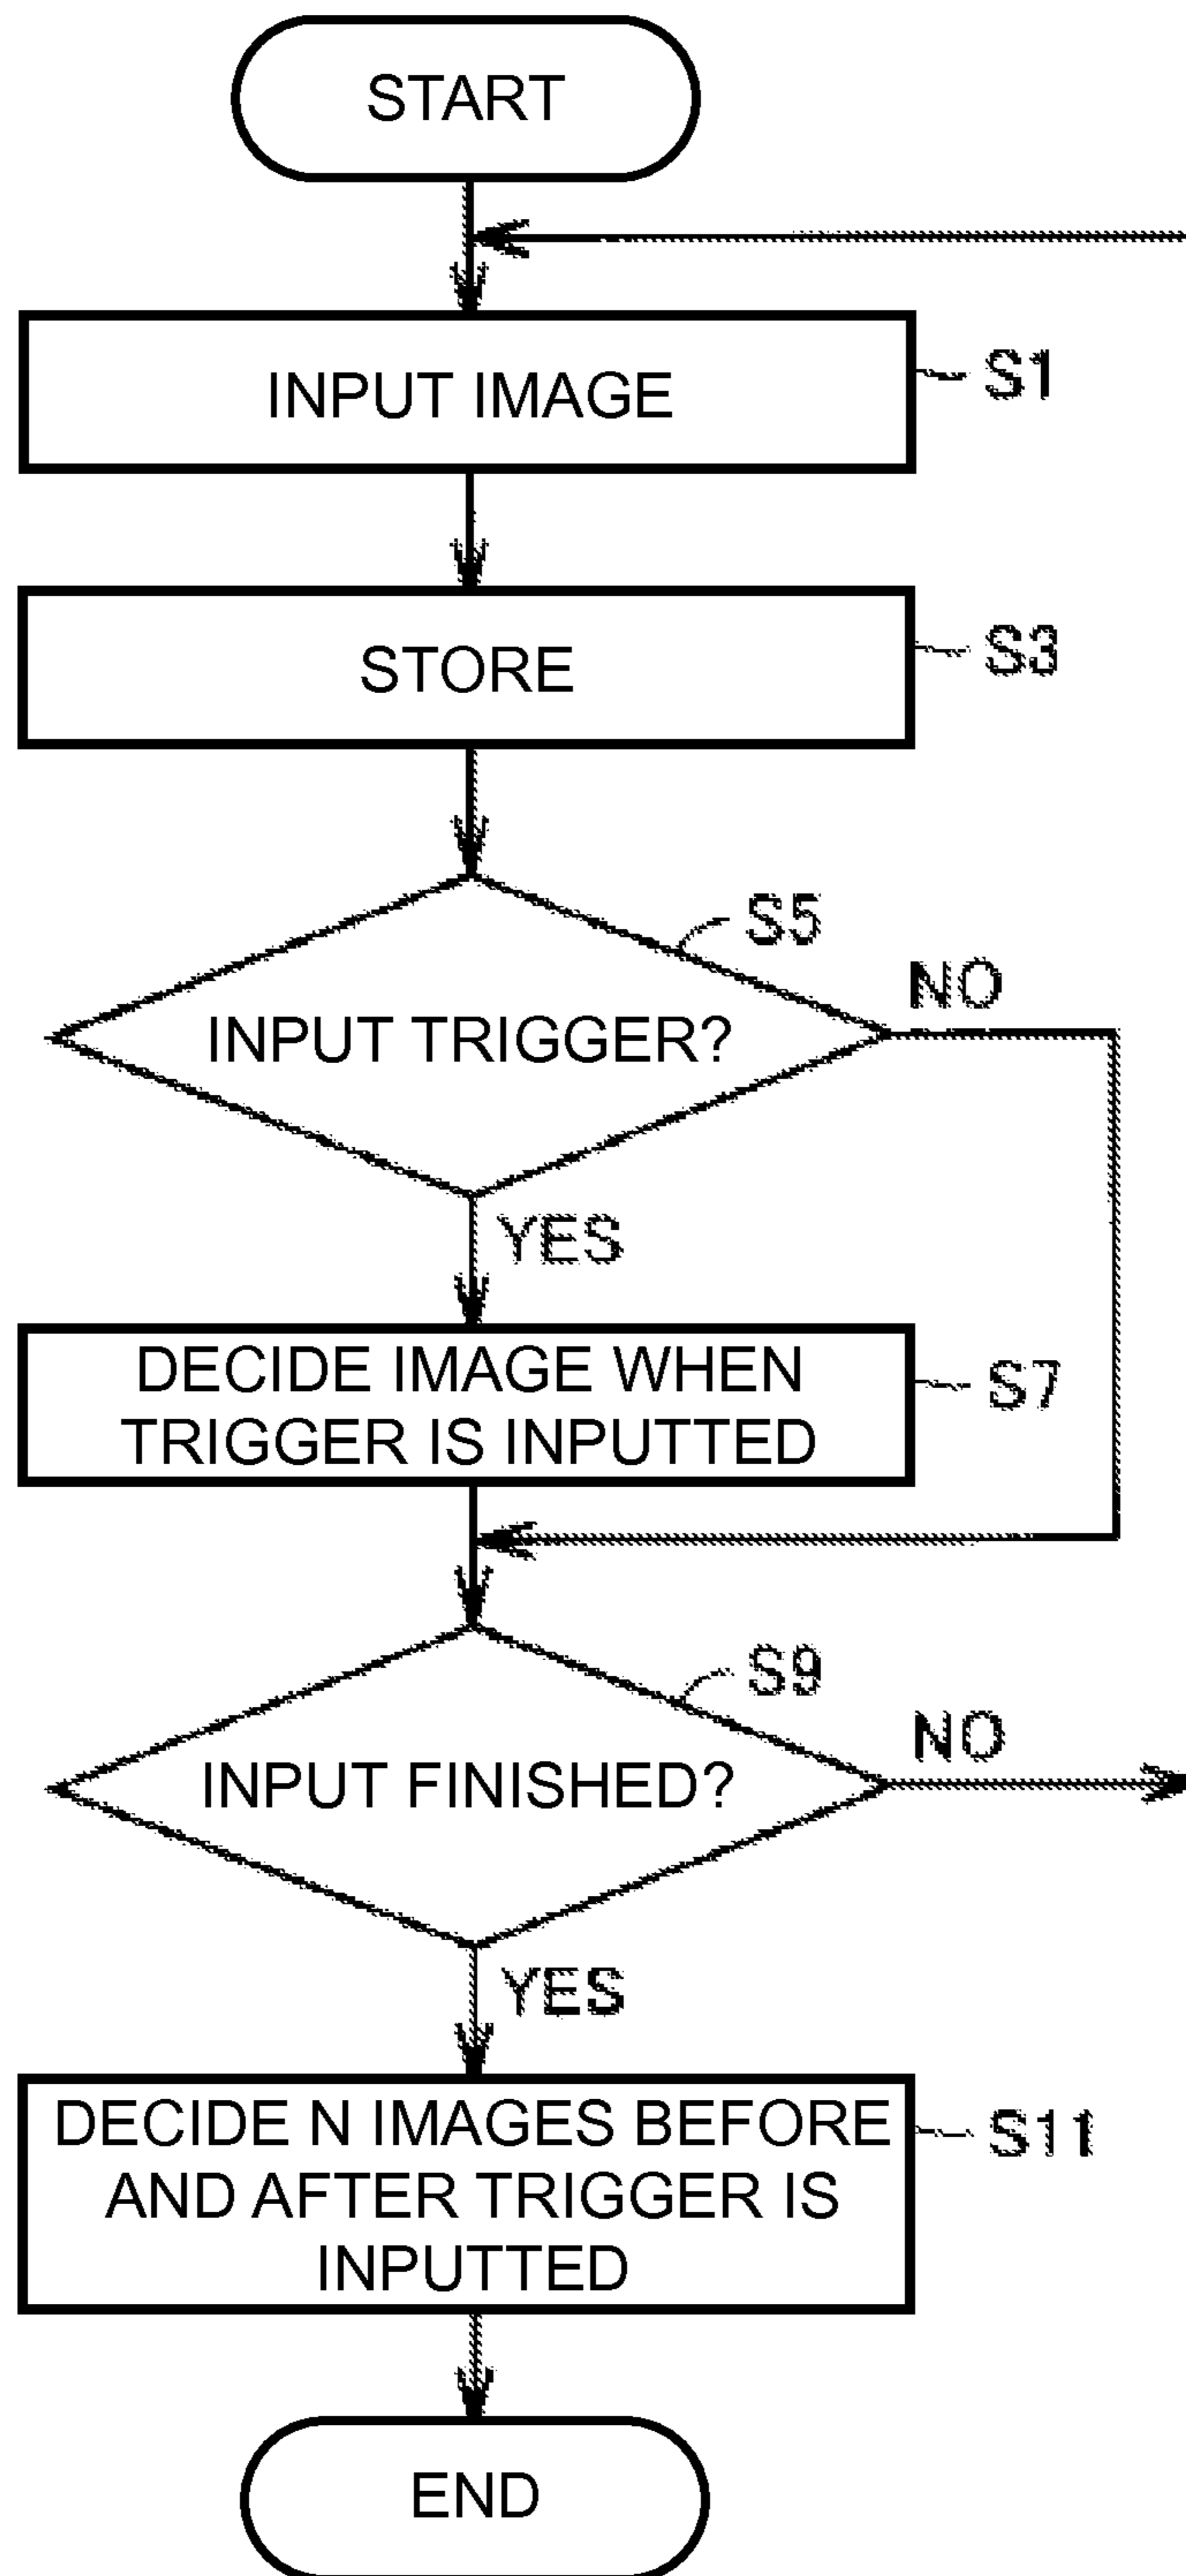 START
INPUT IMAGE
S1
STORE
S3
S5
INPUT TRIGGER?
NO
YES
DECIDE IMAGE WHEN
TRIGGER IS INPUTTED
S7
S9
INPUT FINISHED?
NO
YES
DECIDE N IMAGES BEFORE
AND AFTER TRIGGER IS
INPUTTED
S11
END